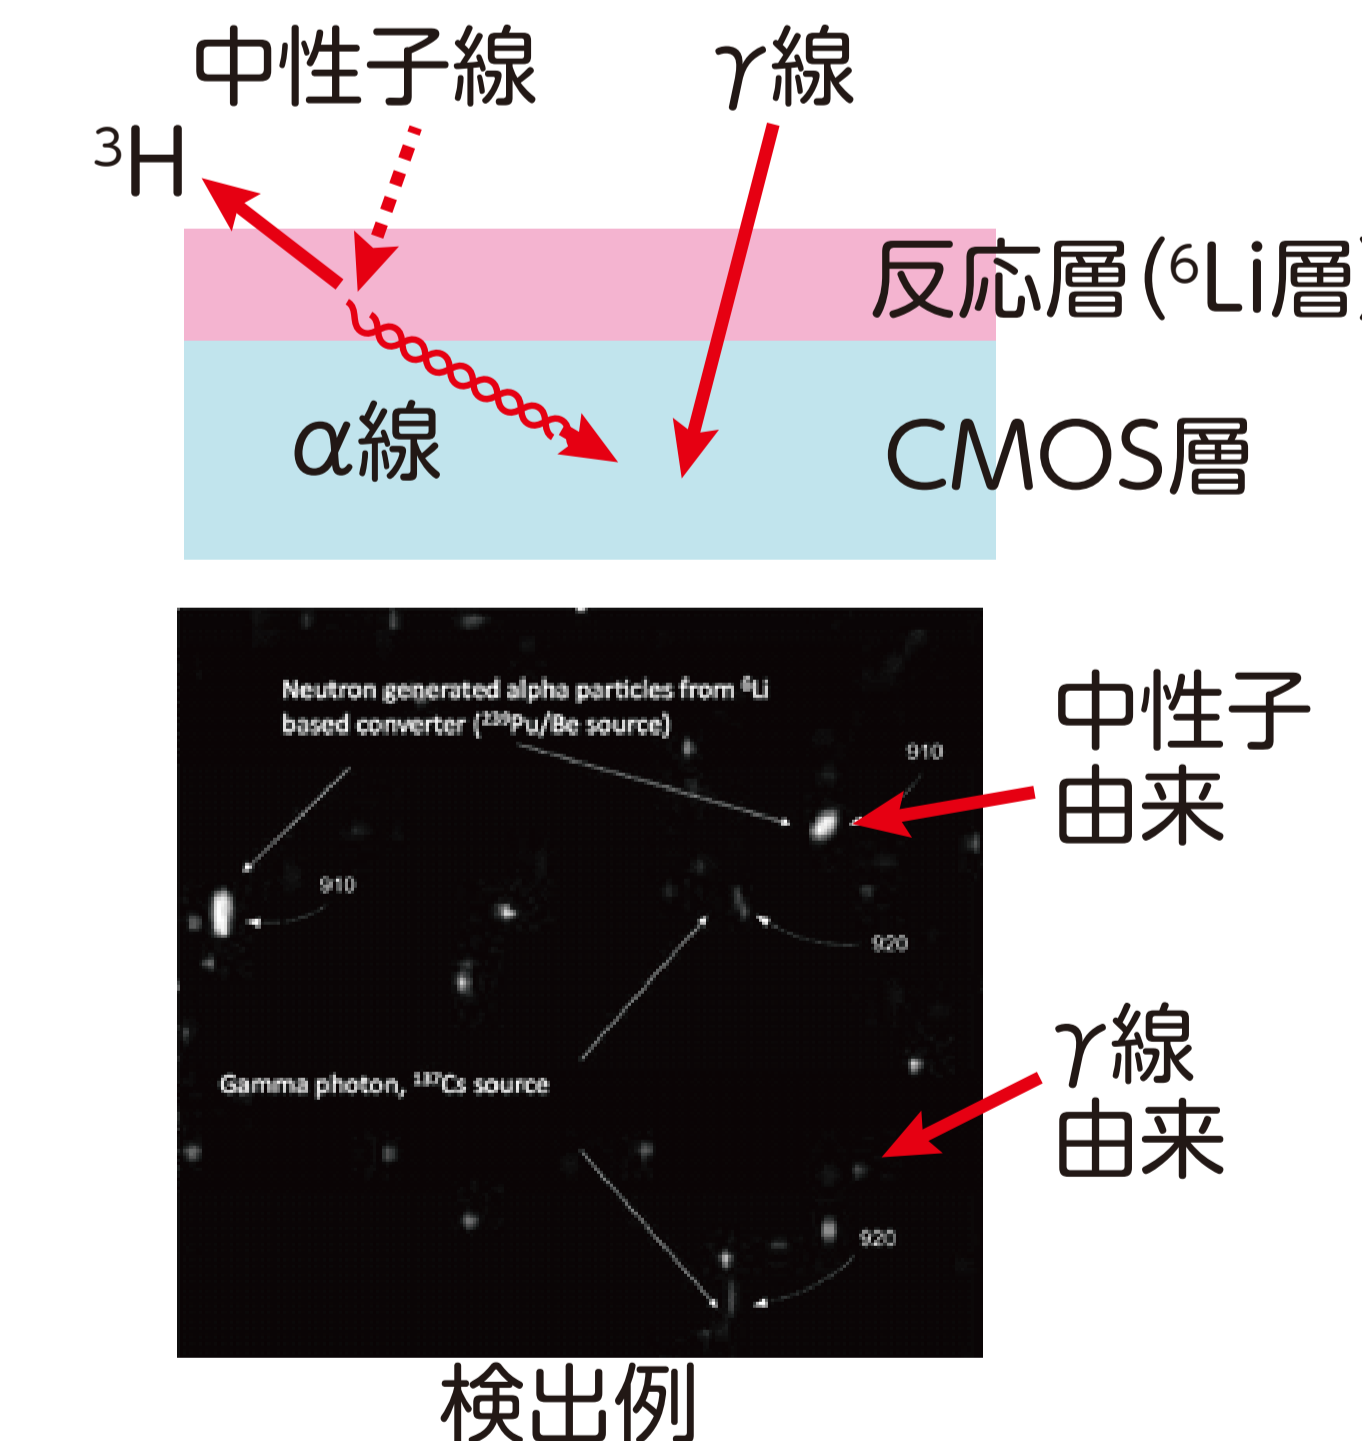 中性子線
γ線
³H
反応層(⁶Li層)
α線
CMOS層
Neutron generated alpha particles from ⁶Li
based converter (²³⁹Pu/Be source)
910
中性子
由来
910
920
γ線
由来
Gamma photon, ¹³⁷Cs source
920
検出例